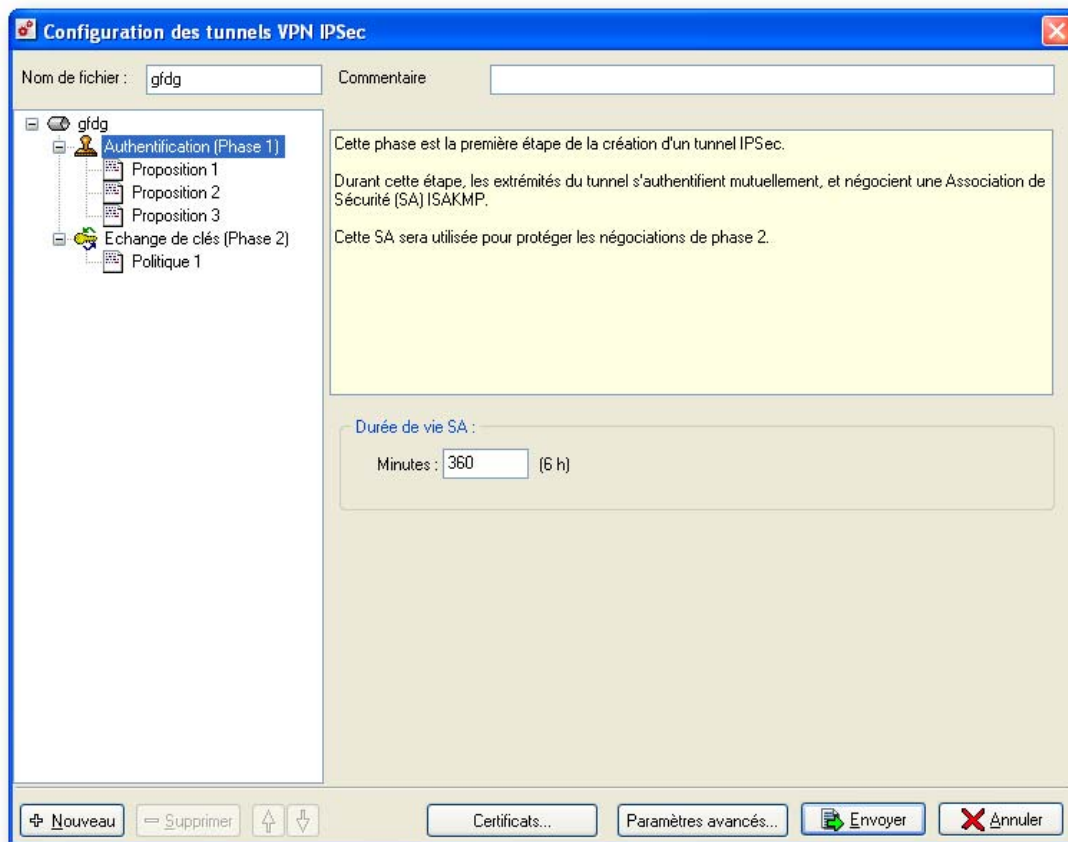 Configuration des tunnels VPN IPSec
Nom de fichier : gfdg Commentaire
gfdg
Authentification (Phase 1)
Proposition 1
Proposition 2
Proposition 3
Echange de clés (Phase 2)
Politique 1
Cette phase est la première étape de la création d'un tunnel IPSec.
Durant cette étape, les extrémités du tunnel s'authentifient mutuellement, et négocient une Association de
Sécurité (SA) ISAKMP.
Cette SA sera utilisée pour protéger les négociations de phase 2.
Durée de vie SA :
Minutes : 360 (6 h)
Nouveau Supprimer Certificats... Paramètres avancés... Envoyer Annuler